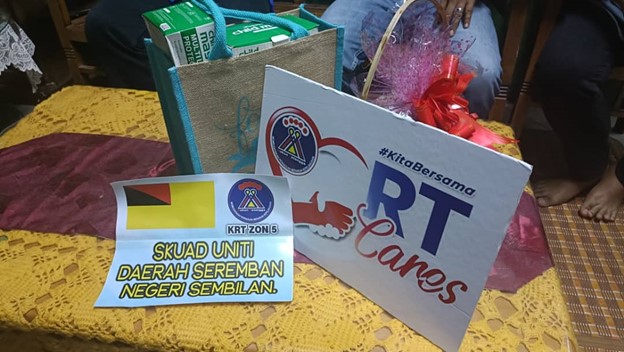 #KitaBersama
RT
Cares
KRT ZON 5
SKUAD UNITI
DAERAH SEREMBAN
NEGERI SEMBILAN.